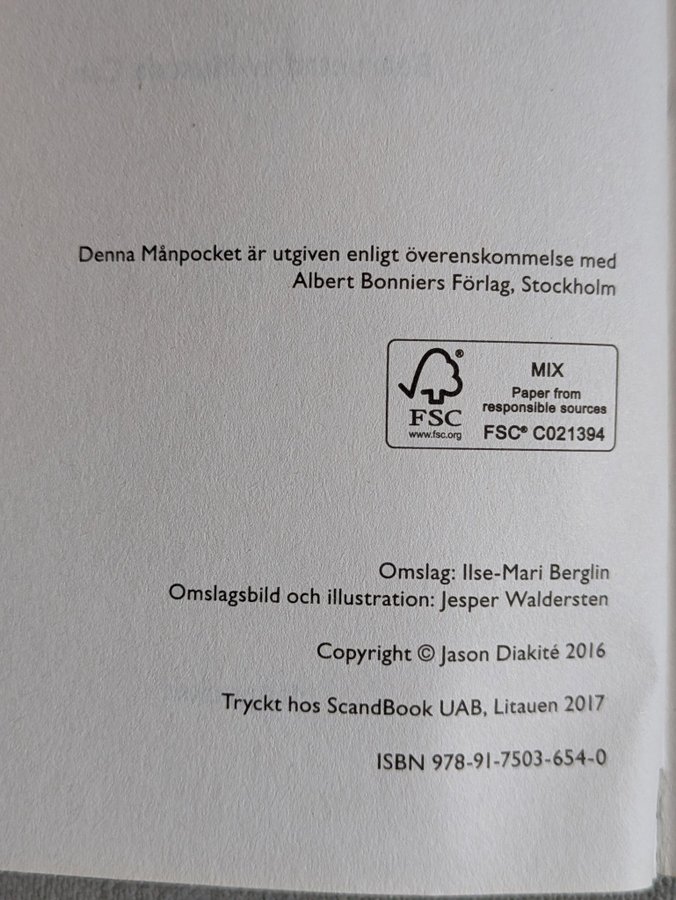 Denna Månpocket är utgiven enligt överenskommelse med
Albert Bonniers Förlag, Stockholm
FSC®
www.fsc.org
MIX
Paper from
responsible sources
FSC® C021394
Omslag: Ilse-Mari Berglin
Omslagsbild och illustration: Jesper Waldersten
Copyright © Jason Diakité 2016
Tryckt hos ScandBook UAB, Litauen 2017
ISBN 978-91-7503-654-0